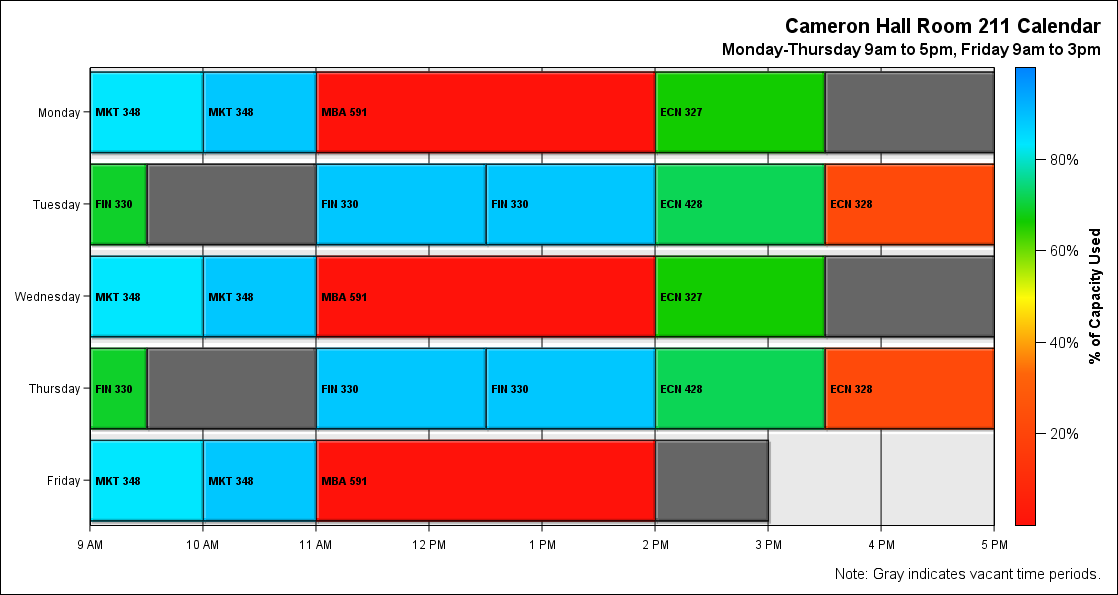 Cameron Hall Room 211 Calendar
Monday-Thursday 9am to 5pm, Friday 9am to 3pm
Monday MKT 348 MKT 348 MBA 591 ECN 327
80%
Tuesday FIN 330 FIN 330 FIN 330 ECN 428 ECN 328
60%
Wednesday MKT 348 MKT 348 MBA 591 ECN 327
% of Capacity Used
40%
Thursday FIN 330 FIN 330 FIN 330 ECN 428 ECN 328
20%
Friday MKT 348 MKT 348 MBA 591
9 AM 10 AM 11 AM 12 PM 1 PM 2 PM 3 PM 4 PM 5 PM
Note: Gray indicates vacant time periods.